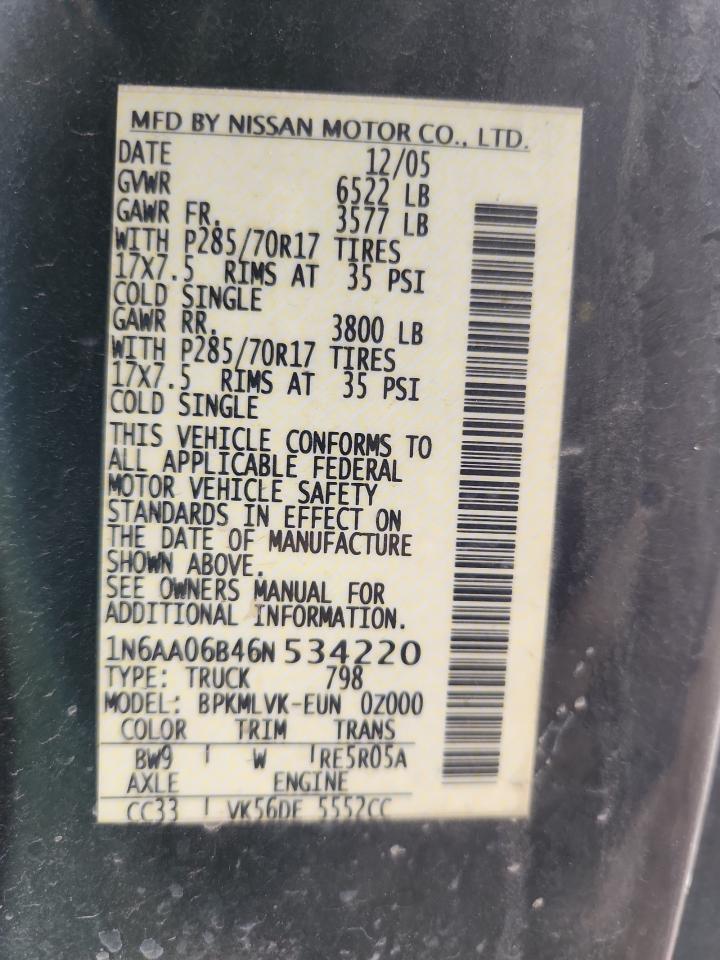 MFD BY NISSAN MOTOR CO., LTD.
DATE 12/05
GVWR 6522 LB
GAWR FR. 3577 LB
WITH P285/70R17 TIRES
17X7.5 RIMS AT 35 PSI
COLD SINGLE
GAWR RR. 3800 LB
WITH P285/70R17 TIRES
17X7.5 RIMS AT 35 PSI
COLD SINGLE
THIS VEHICLE CONFORMS TO
ALL APPLICABLE FEDERAL
MOTOR VEHICLE SAFETY
STANDARDS IN EFFECT ON
THE DATE OF MANUFACTURE
SHOWN ABOVE.
SEE OWNERS MANUAL FOR
ADDITIONAL INFORMATION.
1N6AA06B46N534220
TYPE: TRUCK 798
MODEL: BPKMLVK-EUN 0Z000
COLOR TRIM TRANS
BW9 W RE5R05A
AXLE ENGINE
CC33 VK56DE 5552CC